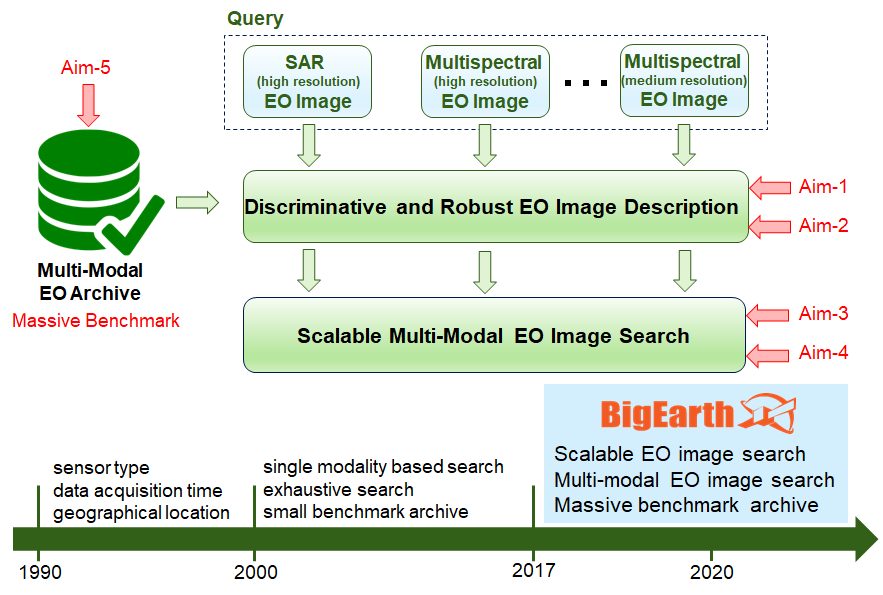 Query
SAR
(high resolution)
EO Image
Multispectral
(high resolution)
EO Image
Multispectral
(medium resolution)
EO Image
Aim-5
Discriminative and Robust EO Image Description
Aim-1
Aim-2
Multi-Modal
EO Archive
Massive Benchmark
Scalable Multi-Modal EO Image Search
Aim-3
Aim-4
BigEarth
Scalable EO image search
Multi-modal EO image search
Massive benchmark archive
sensor type
data acquisition time
geographical location
single modality based search
exhaustive search
small benchmark archive
1990
2000
2017
2020